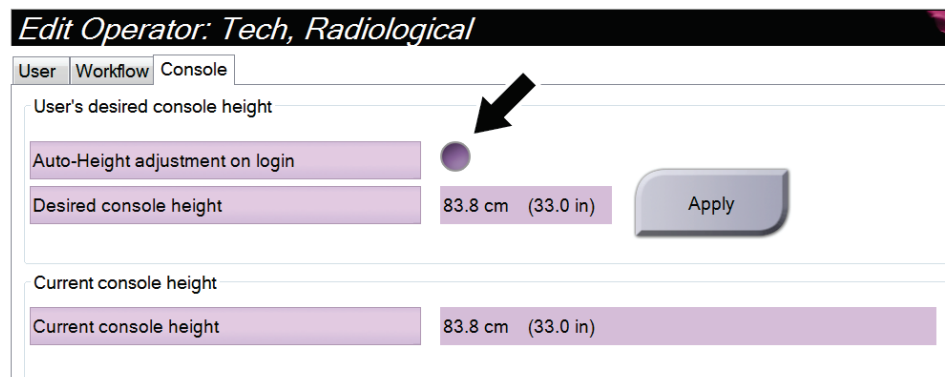 Edit Operator: Tech, Radiological
User Workflow Console
User's desired console height
Auto-Height adjustment on login
Desired console height 83.8 cm (33.0 in) Apply
Current console height
Current console height 83.8 cm (33.0 in)